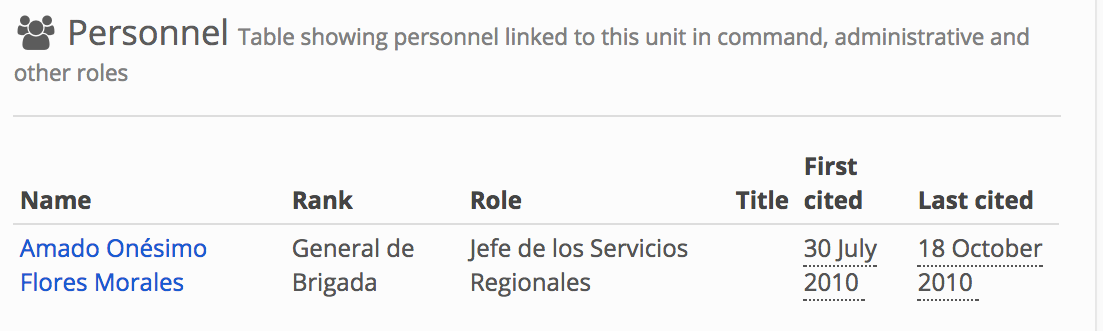 Personnel Table showing personnel linked to this unit in command, administrative and
other roles
First
Name Rank Role Title cited Last cited
Amado Onésimo General de Jefe de los Servicios 30 July 18 October
Flores Morales Brigada Regionales 2010 2010